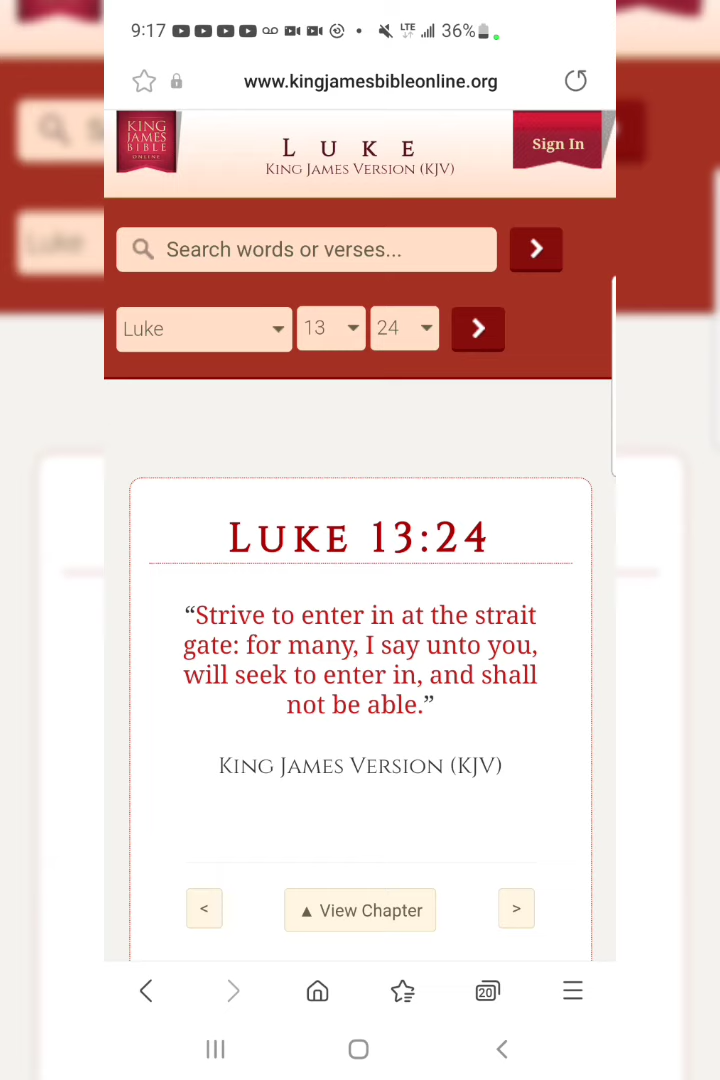 9:17 LTE 36%
www.kingjamesbibleonline.org
KING
JAMES
BIBLE
ONLINE
LUKE
KING JAMES VERSION (KJV)
Sign In
Search words or verses...
Luke 13 24
LUKE 13:24
“Strive to enter in at the strait
gate: for many, I say unto you,
will seek to enter in, and shall
not be able.”
KING JAMES VERSION (KJV)
< ▲ View Chapter >
20
Luke